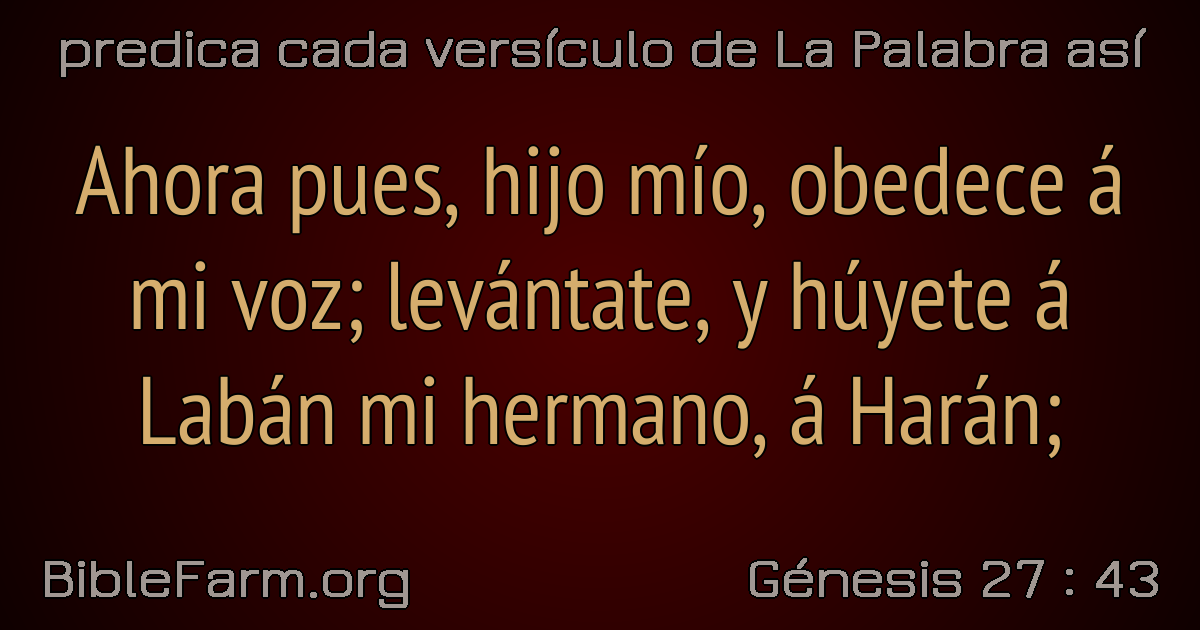 predica cada versículo de La Palabra así
Ahora pues, hijo mío, obedece á
mi voz; levántate, y húyete á
Labán mi hermano, á Harán;
BibleFarm.org
Génesis 27 : 43